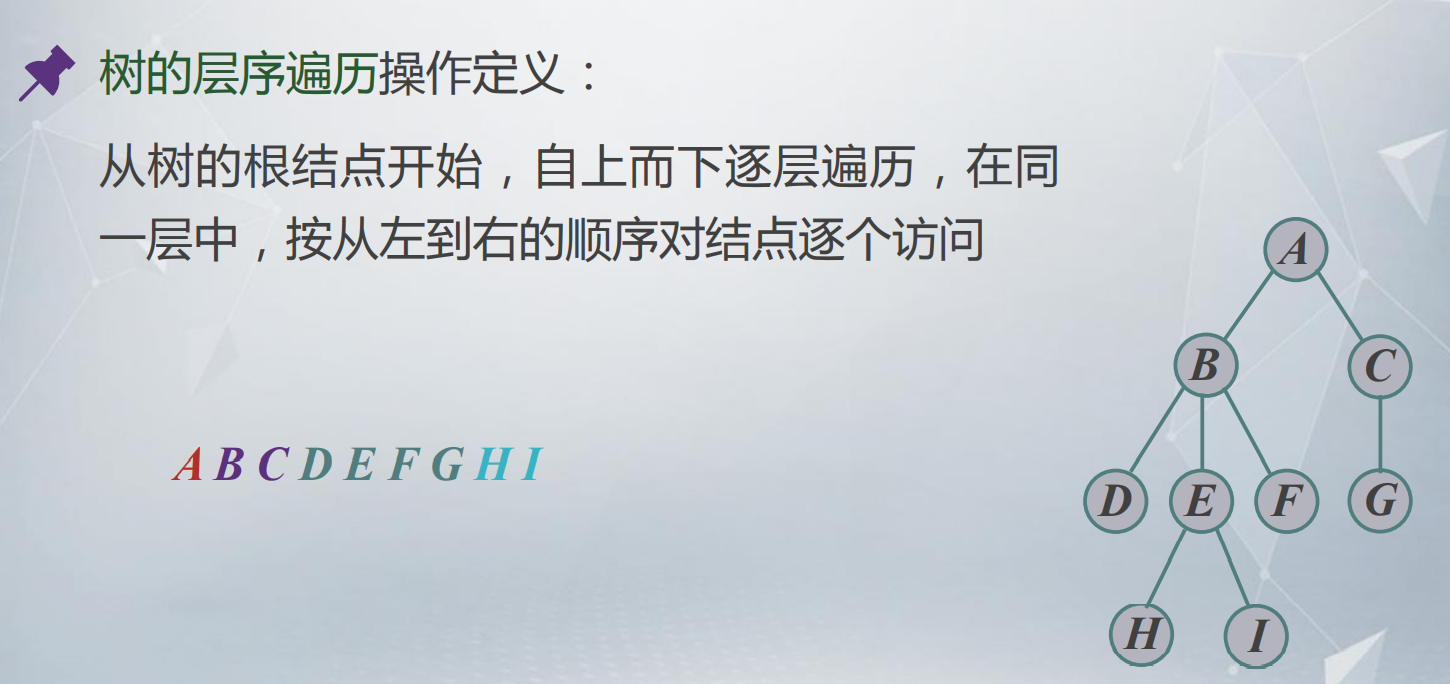 树的层序遍历操作定义：
从树的根结点开始，自上而下逐层遍历，在同
一层中，按从左到右的顺序对结点逐个访问
A
B C
A B C D E F G H I
D E F G
H I